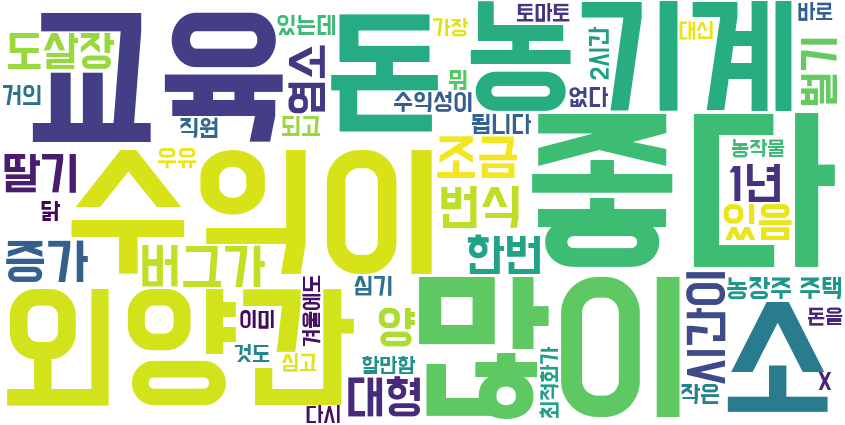 있는데
가장
토마토
대신
바로
교육
돈
농기계
도살장
염소
뭐
2시간
벌기
거의
직원
되고
수익성이
없다
됩니다
좋다
딸기
우유
수익이
조금
농작물
1년
닭
번식
있음
증가
버그가
한번
심기
양
시간이
농장주 주택
외양간
이미
겨울에도
많이
소
돈을
것도
심고
할만함
최적화가
대형
작은
X
다시